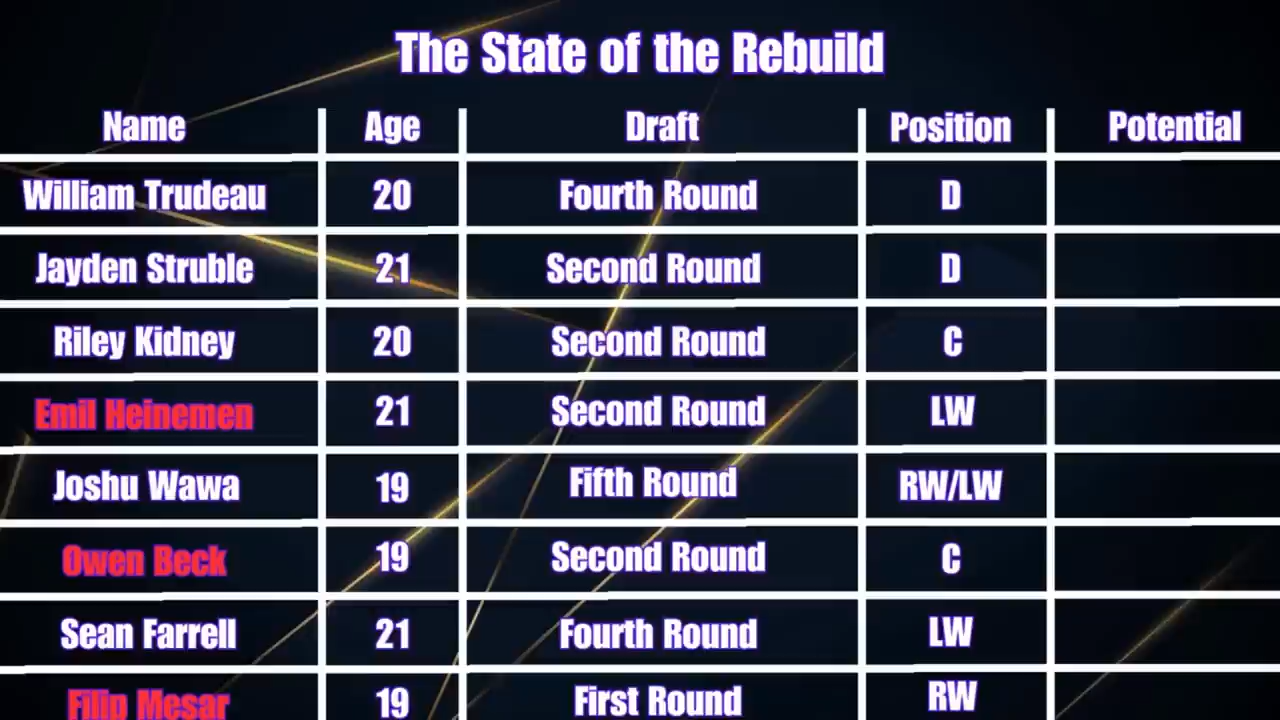 The State of the Rebuild
Name Age Draft Position Potential
William Trudeau 20 Fourth Round D
Jayden Struble 21 Second Round D
Riley Kidney 20 Second Round C
Emil Heinemen 21 Second Round LW
Joshu Wawa 19 Fifth Round RW/LW
Owen Beck 19 Second Round C
Sean Farrell 21 Fourth Round LW
Filip Mesar 19 First Round RW